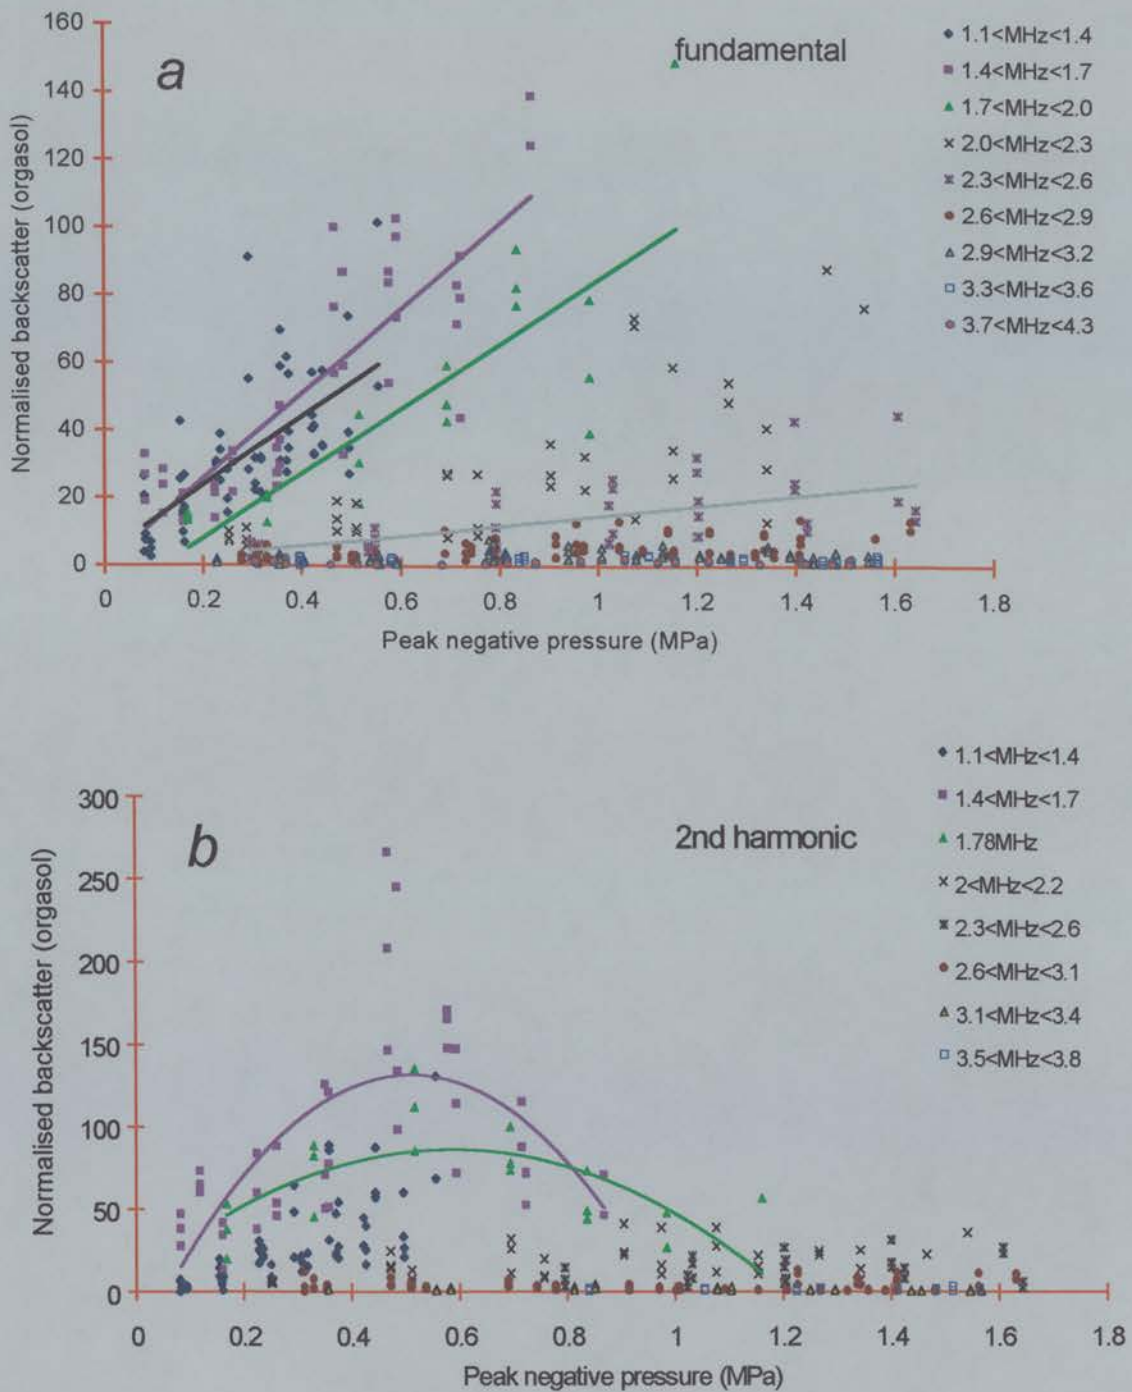 160
140
120
100
80
60
40
20
0
Normalised backscatter (orgasol)
a
fundamental
1.1<MHz<1.4
1.4<MHz<1.7
1.7<MHz<2.0
2.0<MHz<2.3
2.3<MHz<2.6
2.6<MHz<2.9
2.9<MHz<3.2
3.3<MHz<3.6
3.7<MHz<4.3
0 0.2 0.4 0.6 0.8 1 1.2 1.4 1.6 1.8
Peak negative pressure (MPa)
300
250
200
150
100
50
0
Normalised backscatter (orgasol)
b
2nd harmonic
1.1<MHz<1.4
1.4<MHz<1.7
1.78MHz
2<MHz<2.2
2.3<MHz<2.6
2.6<MHz<3.1
3.1<MHz<3.4
3.5<MHz<3.8
0 0.2 0.4 0.6 0.8 1 1.2 1.4 1.6 1.8
Peak negative pressure (MPa)